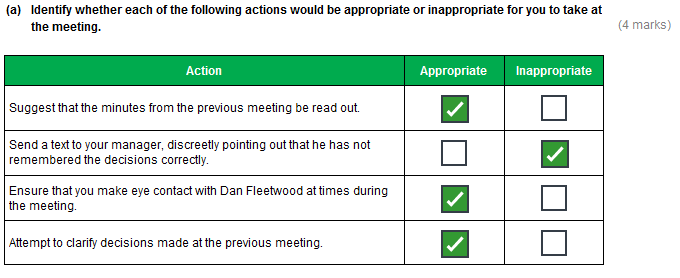 (a) Identify whether each of the following actions would be appropriate or inappropriate for you to take at
the meeting.
(4 marks)
Action Appropriate Inappropriate
Suggest that the minutes from the previous meeting be read out.
Send a text to your manager, discreetly pointing out that he has not
remembered the decisions correctly.
Ensure that you make eye contact with Dan Fleetwood at times during
the meeting.
Attempt to clarify decisions made at the previous meeting.